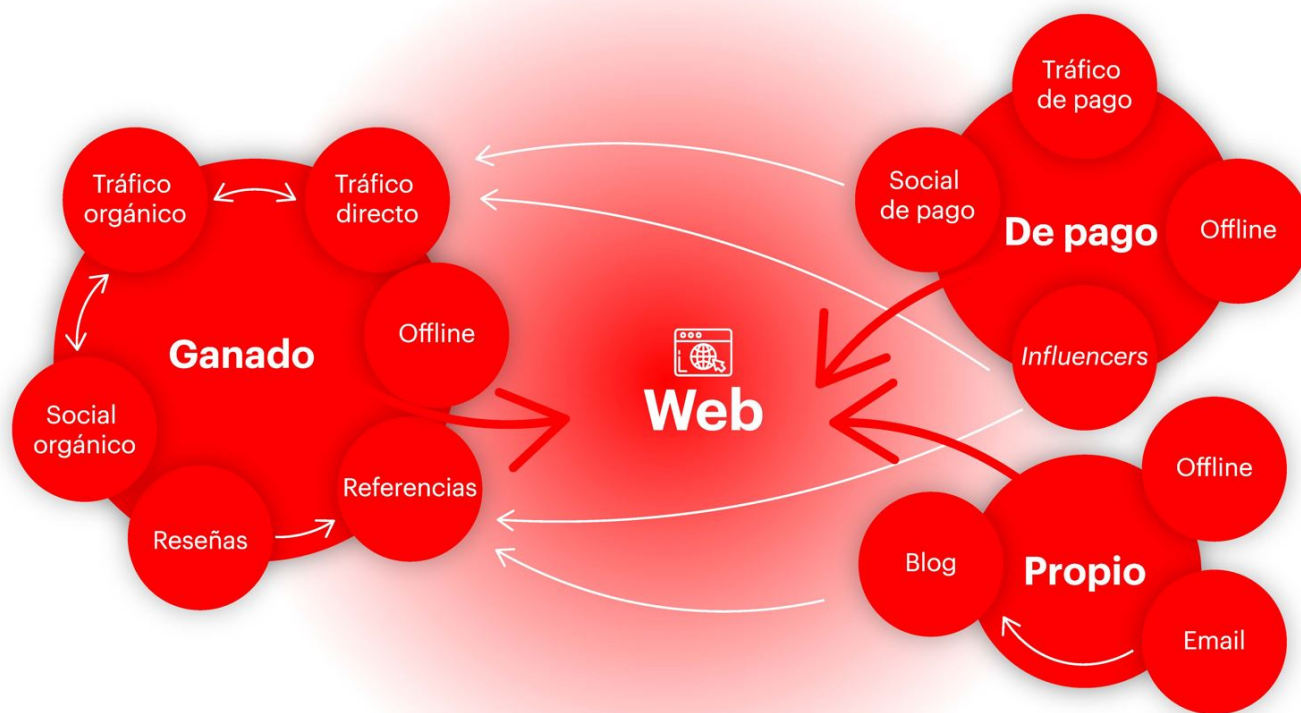 Tráfico
orgánico
Tráfico
directo
Offline
Ganado
Social
orgánico
Referencias
Reseñas
Web
Tráfico
de pago
Social
de pago
De pago
Offline
Influencers
Offline
Blog
Propio
Email